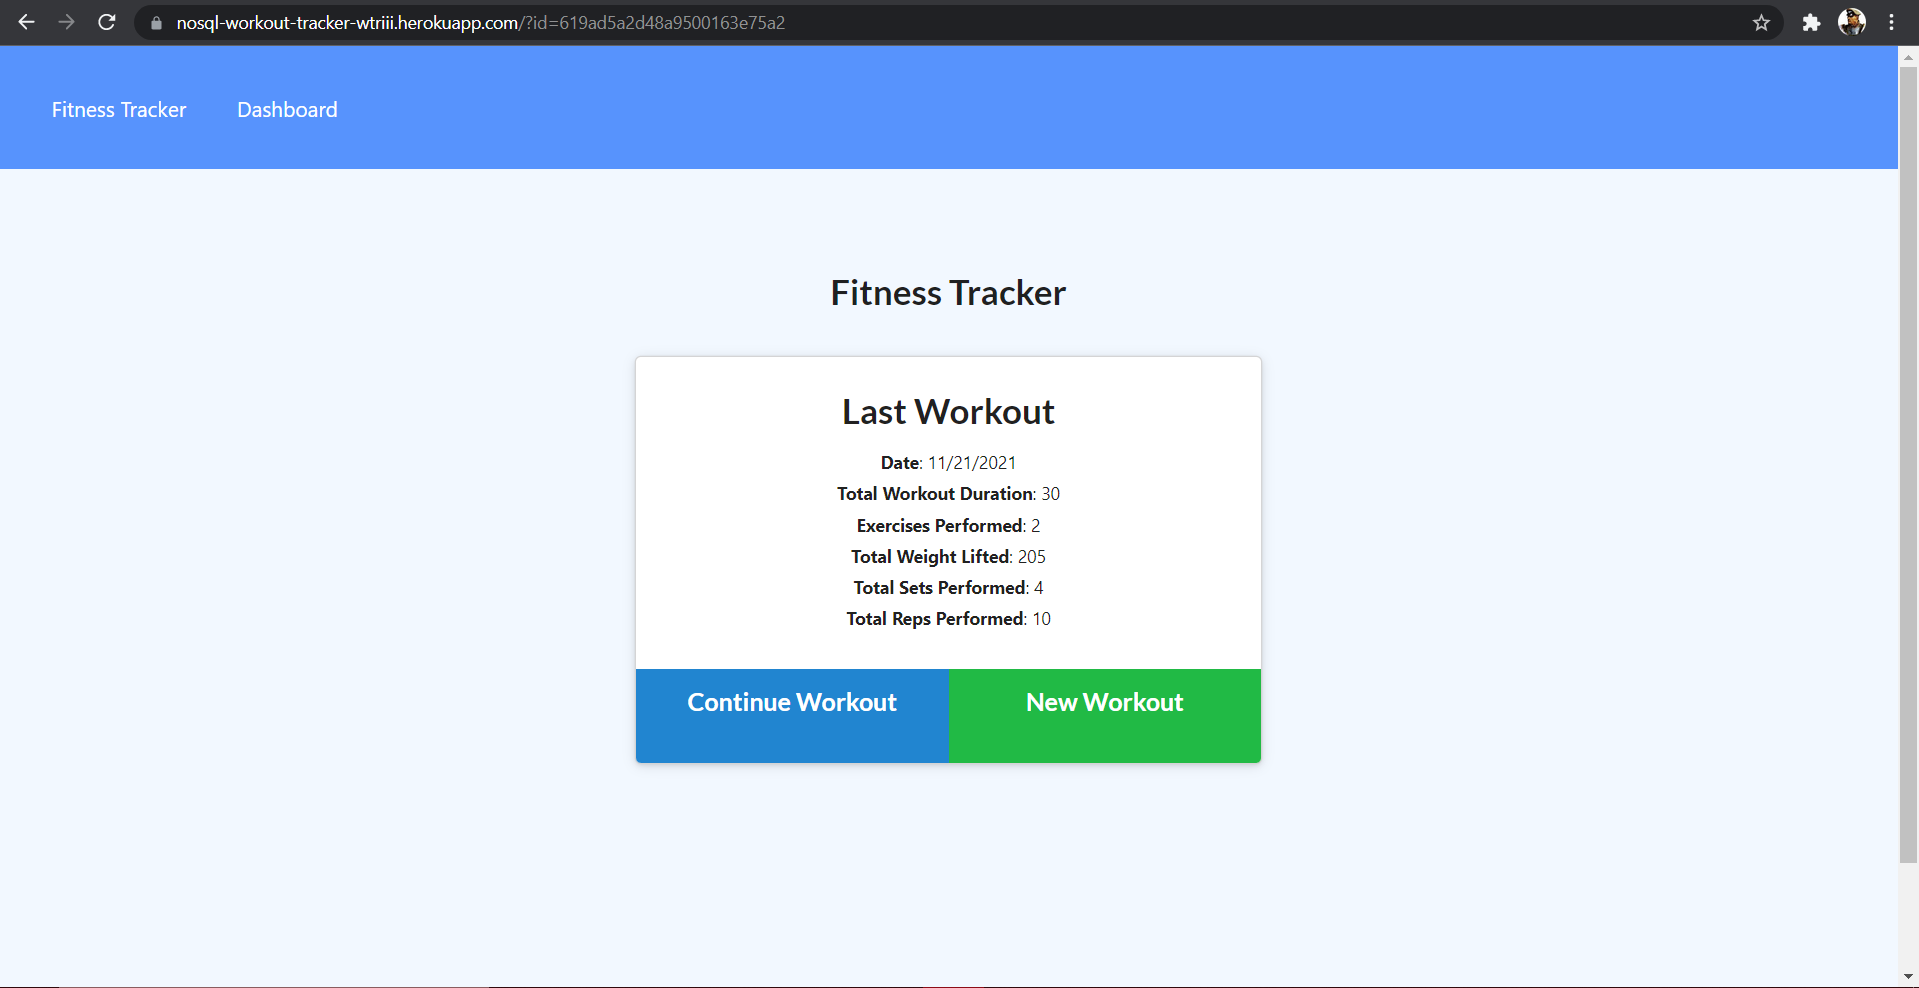 nosql-workout-tracker-wtriii.herokuapp.com/?id=619ad5a2d48a9500163e75a2
Fitness Tracker Dashboard
Fitness Tracker
Last Workout
Date: 11/21/2021
Total Workout Duration: 30
Exercises Performed: 2
Total Weight Lifted: 205
Total Sets Performed: 4
Total Reps Performed: 10
Continue Workout New Workout